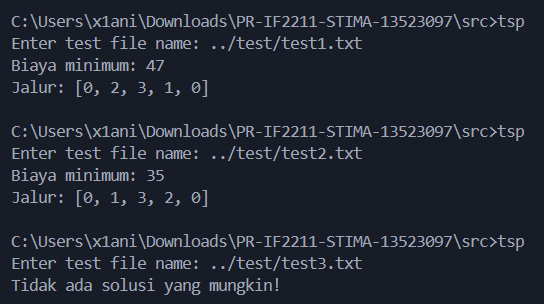 C:\Users\x1ani\Downloads\PR-IF2211-STIMA-13523097\src>tsp
Enter test file name: ../test/test1.txt
Biaya minimum: 47
Jalur: [0, 2, 3, 1, 0]
C:\Users\x1ani\Downloads\PR-IF2211-STIMA-13523097\src>tsp
Enter test file name: ../test/test2.txt
Biaya minimum: 35
Jalur: [0, 1, 3, 2, 0]
C:\Users\x1ani\Downloads\PR-IF2211-STIMA-13523097\src>tsp
Enter test file name: ../test/test3.txt
Tidak ada solusi yang mungkin!